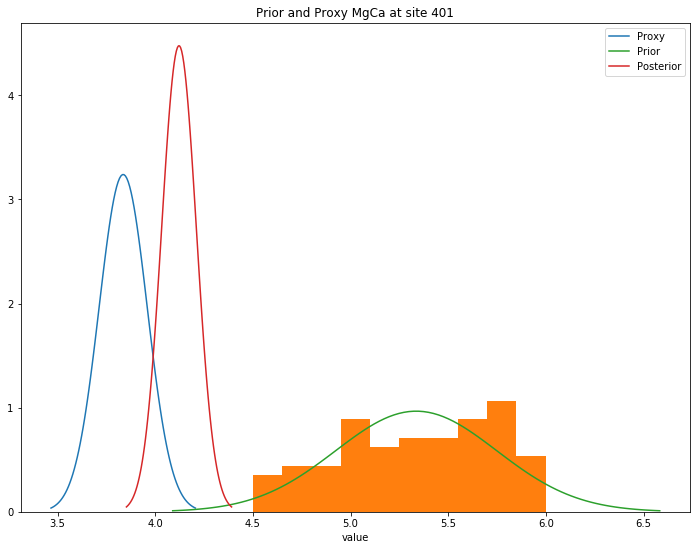 Prior and Proxy MgCa at site 401
Proxy
Prior
Posterior
4
3
2
1
0
3.5 4.0 4.5 5.0 5.5 6.0 6.5
value